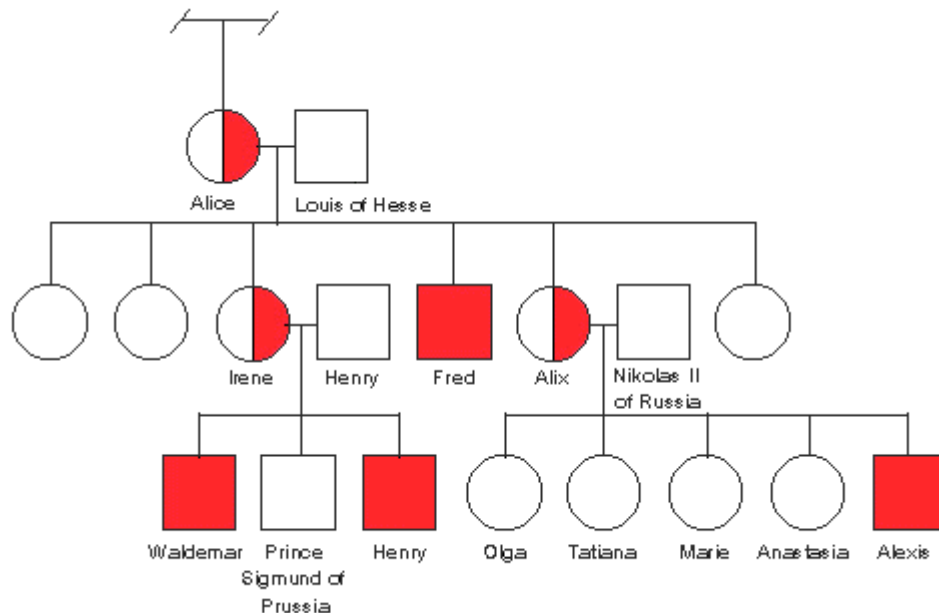 Alice
Louis of Hesse
Irene
Henry
Fred
Alix
Nikolas II
of Russia
Waldemar
Prince
Sigmund of
Prussia
Henry
Olga
Tatiana
Marie
Anastasia
Alexis